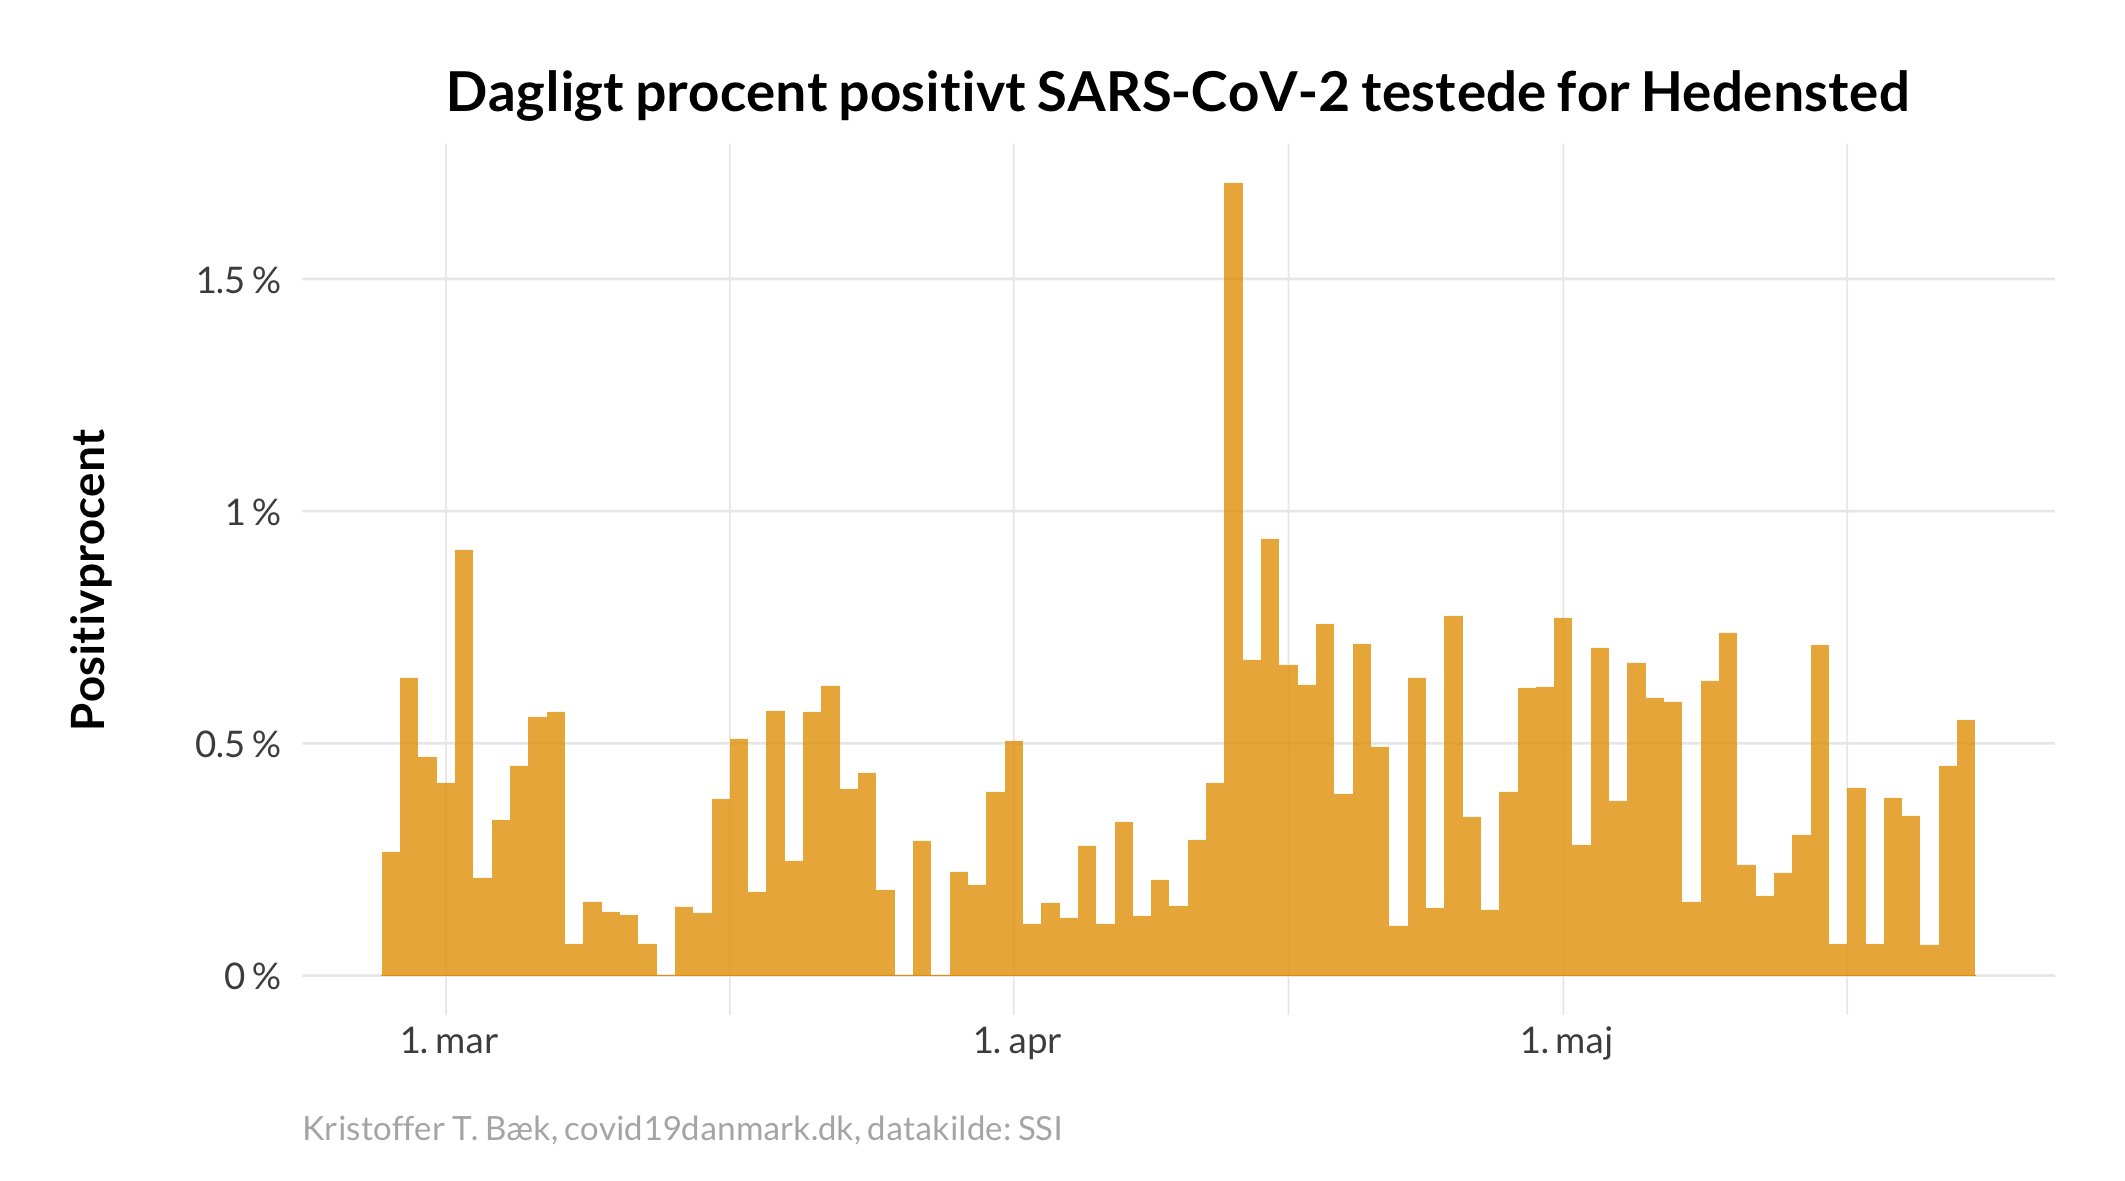 Dagligt procent positivt SARS-CoV-2 testede for Hedensted
Positivprocent
1.5 %
1 %
0.5 %
0 %
1. mar
1. apr
1. maj
Kristoffer T. Bæk, covid19danmark.dk, datakilde: SSI